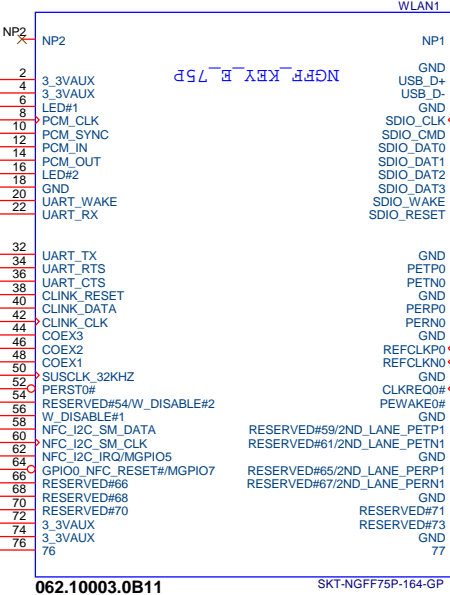 WLAN1
NP2 NP2 NP1
NGFF_KEY_E_75P
GND
2 3_3VAUX USB_D+
4 3_3VAUX USB_D-
6 LED#1 GND
8 PCM_CLK SDIO_CLK
10 PCM_SYNC SDIO_CMD
12 PCM_IN SDIO_DAT0
14 PCM_OUT SDIO_DAT1
16 LED#2 SDIO_DAT2
18 GND SDIO_DAT3
20 UART_WAKE SDIO_WAKE
22 UART_RX SDIO_RESET
32 UART_TX GND
34 UART_RTS PETP0
36 UART_CTS PETN0
38 CLINK_RESET GND
40 CLINK_DATA PERP0
42 CLINK_CLK PERN0
44 COEX3 GND
46 COEX2 REFCLKP0
48 COEX1 REFCLKN0
50 SUSCLK_32KHZ GND
52 PERST0# CLKREQ0#
54 RESERVED#54/W_DISABLE#2 PEWAKE0#
56 W_DISABLE#1 GND
58 NFC_I2C_SM_DATA RESERVED#59/2ND_LANE_PETP1
60 NFC_I2C_SM_CLK RESERVED#61/2ND_LANE_PETN1
62 NFC_I2C_IRQ/MGPIO5 GND
64 GPIO0_NFC_RESET#/MGPIO7 RESERVED#65/2ND_LANE_PERP1
66 RESERVED#66 RESERVED#67/2ND_LANE_PERN1
68 RESERVED#68 GND
70 RESERVED#70 RESERVED#71
72 3_3VAUX RESERVED#73
74 3_3VAUX GND
76 76 77
062.10003.0B11 SKT-NGFF75P-164-GP